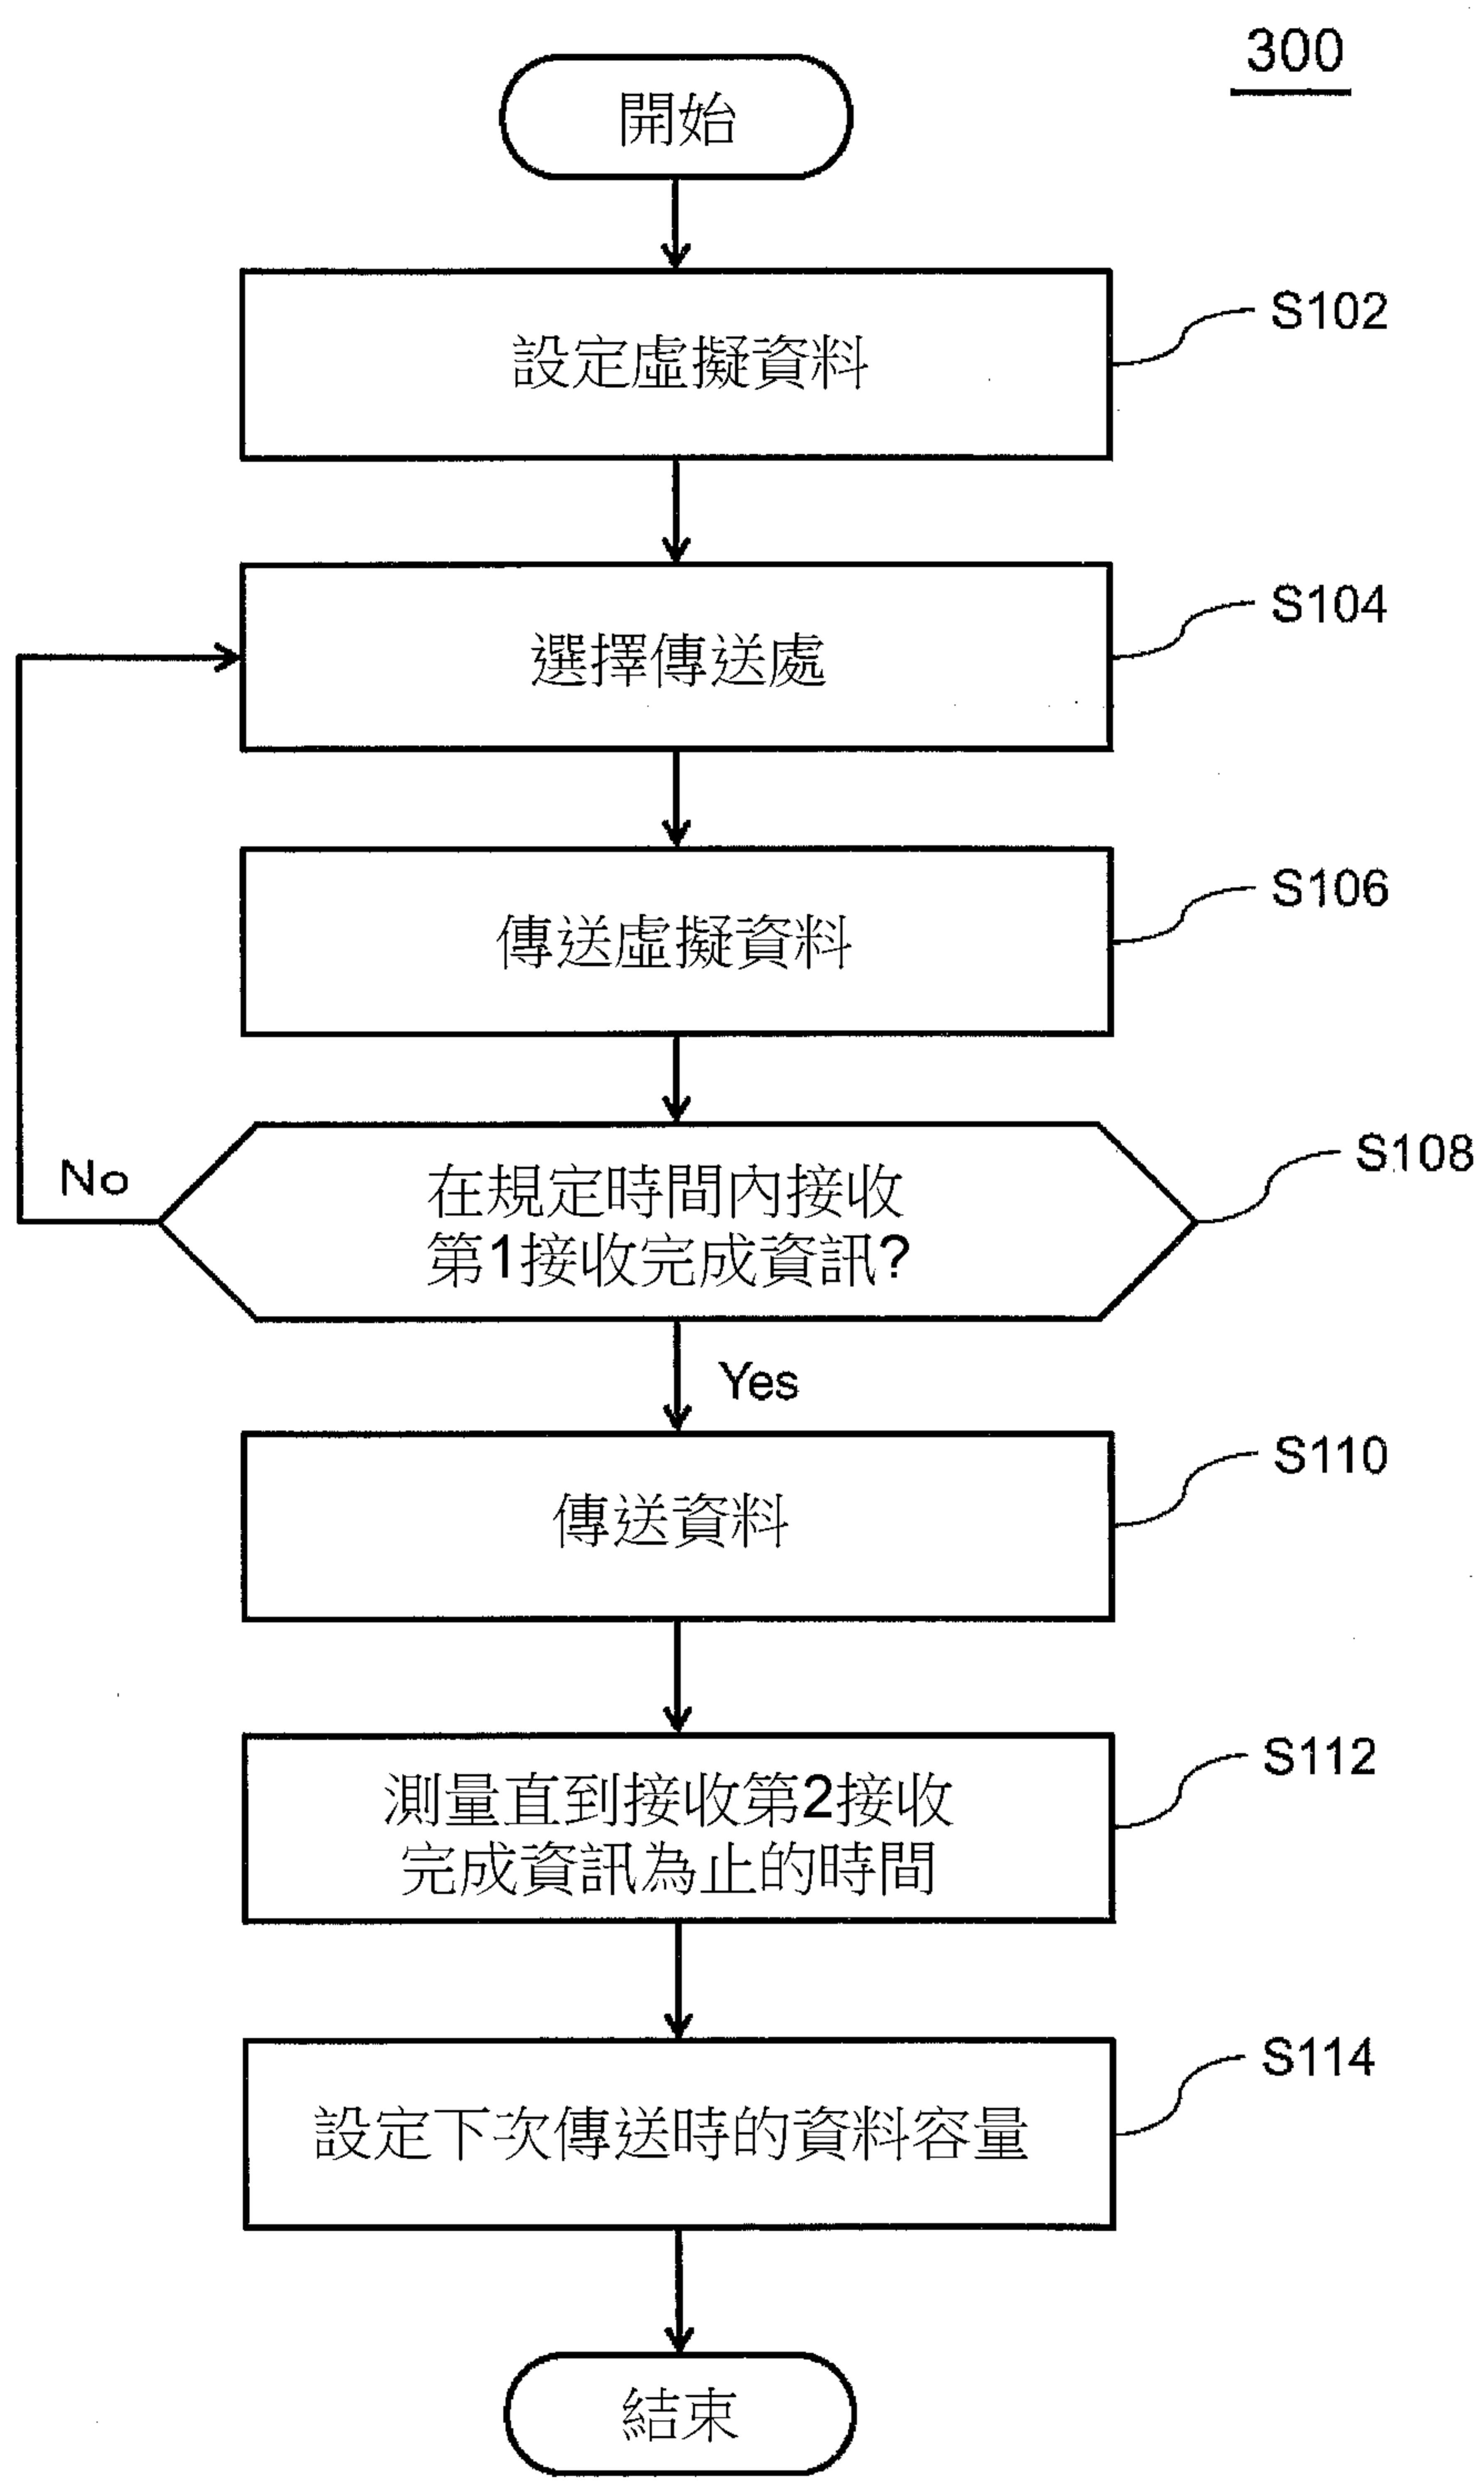 300
開始
設定虛擬資料
S102
選擇傳送處
S104
傳送虛擬資料
S106
在規定時間內接收
第1接收完成資訊?
S108
No
Yes
傳送資料
S110
測量直到接收第2接收
完成資訊為止的時間
S112
設定下次傳送時的資料容量
S114
結束